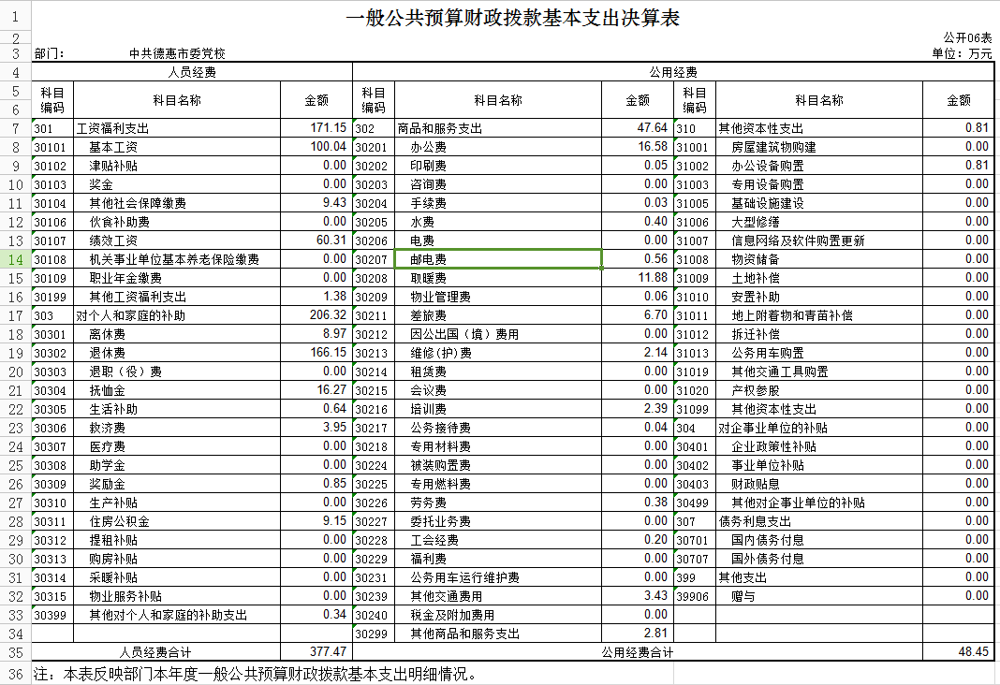 1 一般公共预算财政拨款基本支出决算表
2 公开06表
3 部门: 中共德惠市委党校 单位：万元
4 人员经费 公用经费
5 科目编码 科目名称 金额 科目编码 科目名称 金额 科目编码 科目名称 金额
6
7 301 工资福利支出 171.15 302 商品和服务支出 47.64 310 其他资本性支出 0.81
8 30101 基本工资 100.04 30201 办公费 16.58 31001 房屋建筑物购建 0.00
9 30102 津贴补贴 0.00 30202 印刷费 0.05 31002 办公设备购置 0.81
10 30103 奖金 0.00 30203 咨询费 0.00 31003 专用设备购置 0.00
11 30104 其他社会保障缴费 9.43 30204 手续费 0.03 31005 基础设施建设 0.00
12 30106 伙食补助费 0.00 30205 水费 0.40 31006 大型修缮 0.00
13 30107 绩效工资 60.31 30206 电费 0.00 31007 信息网络及软件购置更新 0.00
14 30108 机关事业单位基本养老保险缴费 0.00 30207 邮电费 0.56 31008 物资储备 0.00
15 30109 职业年金缴费 0.00 30208 取暖费 11.88 31009 土地补偿 0.00
16 30199 其他工资福利支出 1.38 30209 物业管理费 0.06 31010 安置补助 0.00
17 303 对个人和家庭的补助 206.32 30211 差旅费 6.70 31011 地上附着物和青苗补偿 0.00
18 30301 离休费 8.97 30212 因公出国（境）费用 0.00 31012 拆迁补偿 0.00
19 30302 退休费 166.15 30213 维修(护)费 2.14 31013 公务用车购置 0.00
20 30303 退职（役）费 0.00 30214 租赁费 0.00 31019 其他交通工具购置 0.00
21 30304 抚恤金 16.27 30215 会议费 0.00 31020 产权参股 0.00
22 30305 生活补助 0.64 30216 培训费 2.39 31099 其他资本性支出 0.00
23 30306 救济费 3.95 30217 公务接待费 0.04 304 对企事业单位的补贴 0.00
24 30307 医疗费 0.00 30218 专用材料费 0.00 30401 企业政策性补贴 0.00
25 30308 助学金 0.00 30224 被装购置费 0.00 30402 事业单位补贴 0.00
26 30309 奖励金 0.85 30225 专用燃料费 0.00 30403 财政贴息 0.00
27 30310 生产补贴 0.00 30226 劳务费 0.38 30499 其他对企事业单位的补贴 0.00
28 30311 住房公积金 9.15 30227 委托业务费 0.00 307 债务利息支出 0.00
29 30312 提租补贴 0.00 30228 工会经费 0.20 30701 国内债务付息 0.00
30 30313 购房补贴 0.00 30229 福利费 0.00 30707 国外债务付息 0.00
31 30314 采暖补贴 0.00 30231 公务用车运行维护费 0.00 399 其他支出 0.00
32 30315 物业服务补贴 0.00 30239 其他交通费用 3.43 39906 赠与 0.00
33 30399 其他对个人和家庭的补助支出 0.34 30240 税金及附加费用 0.00
34 30299 其他商品和服务支出 2.81
35 人员经费合计 377.47 公用经费合计 48.45
36 注：本表反映部门本年度一般公共预算财政拨款基本支出明细情况。